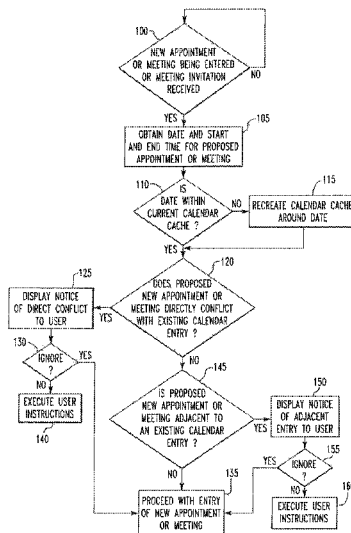 100
NEW APPOINTMENT
OR MEETING BEING ENTERED
OR MEETING INVITATION
RECEIVED
NO
YES
105
OBTAIN DATE AND START
AND END TIME FOR PROPOSED
APPOINTMENT OR MEETING
110
IS
DATE WITHIN
CURRENT CALENDAR
CACHE ?
NO
115
RECREATE CALENDAR CACHE
AROUND DATE
YES
120
DOES PROPOSED
NEW APPOINTMENT OR
MEETING DIRECTLY CONFLICT
WITH EXISTING CALENDAR
ENTRY ?
YES
125
DISPLAY NOTICE
OF DIRECT CONFLICT
TO USER
130
IGNORE
?
YES
NO
EXECUTE USER
INSTRUCTIONS
140
NO
145
IS PROPOSED
NEW APPOINTMENT OR
MEETING ADJACENT TO
AN EXISTING CALENDAR
ENTRY ?
YES
150
DISPLAY NOTICE
OF ADJACENT
ENTRY TO USER
155
IGNORE
?
YES
NO
EXECUTE USER
INSTRUCTIONS
160
NO
135
PROCEED WITH ENTRY
OF NEW APPOINTMENT
OR MEETING